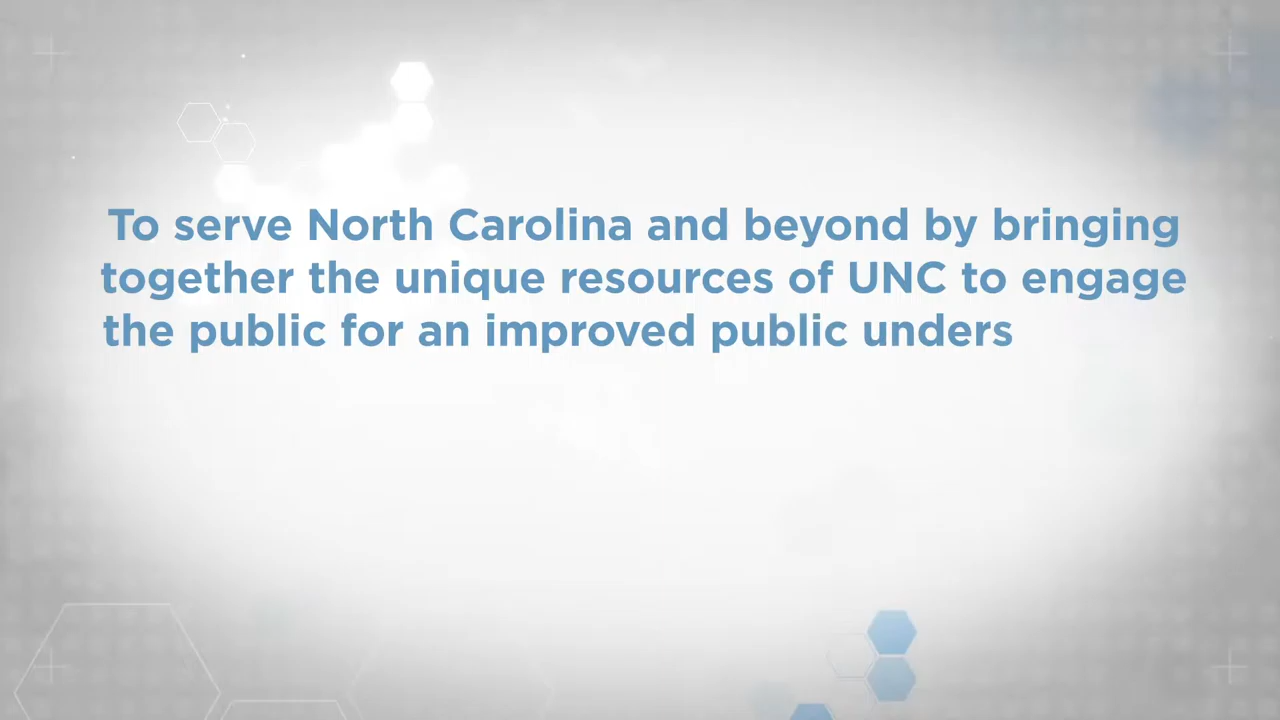 To serve North Carolina and beyond by bringing
together the unique resources of UNC to engage
the public for an improved public unders